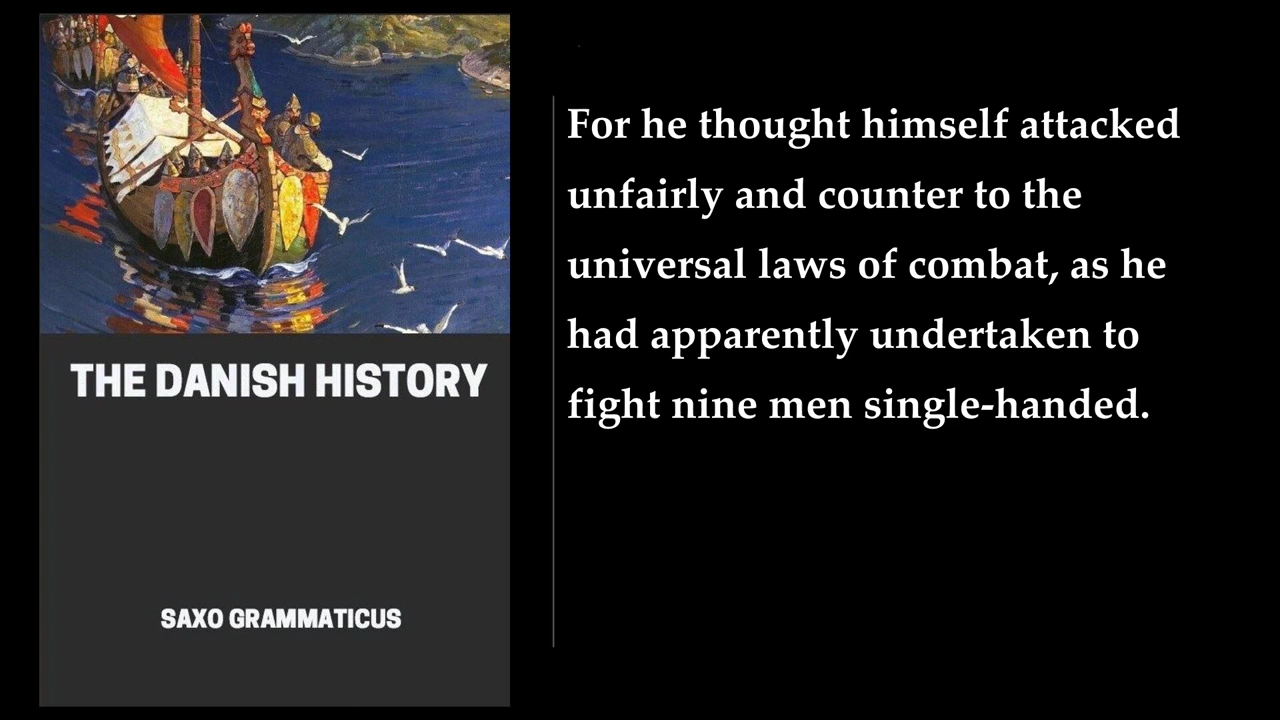 THE DANISH HISTORY
SAXO GRAMMATICUS
For he thought himself attacked
unfairly and counter to the
universal laws of combat, as he
had apparently undertaken to
fight nine men single-handed.